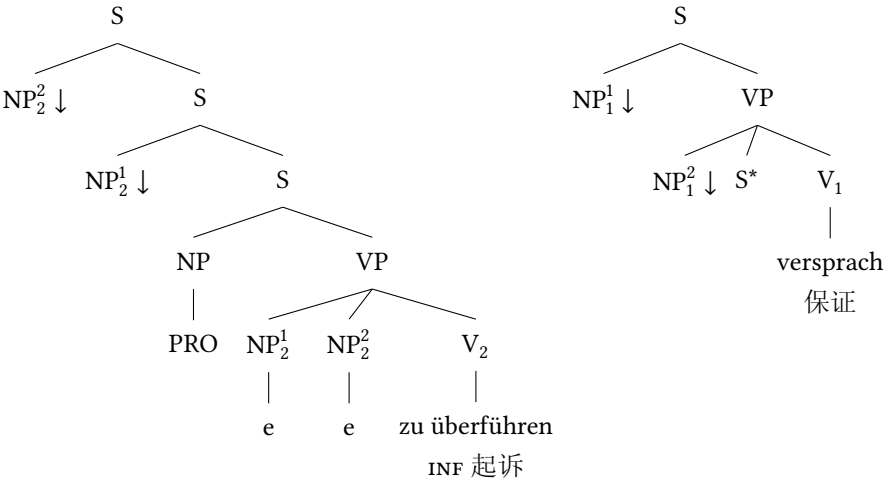 S S
NP₂² ↓ S NP₁¹ ↓ VP
NP₂¹ ↓ S NP₁² ↓ S* V₁
NP VP versprach
保证
PRO NP₂¹ NP₂² V₂
e e zu überführen
INF 起诉